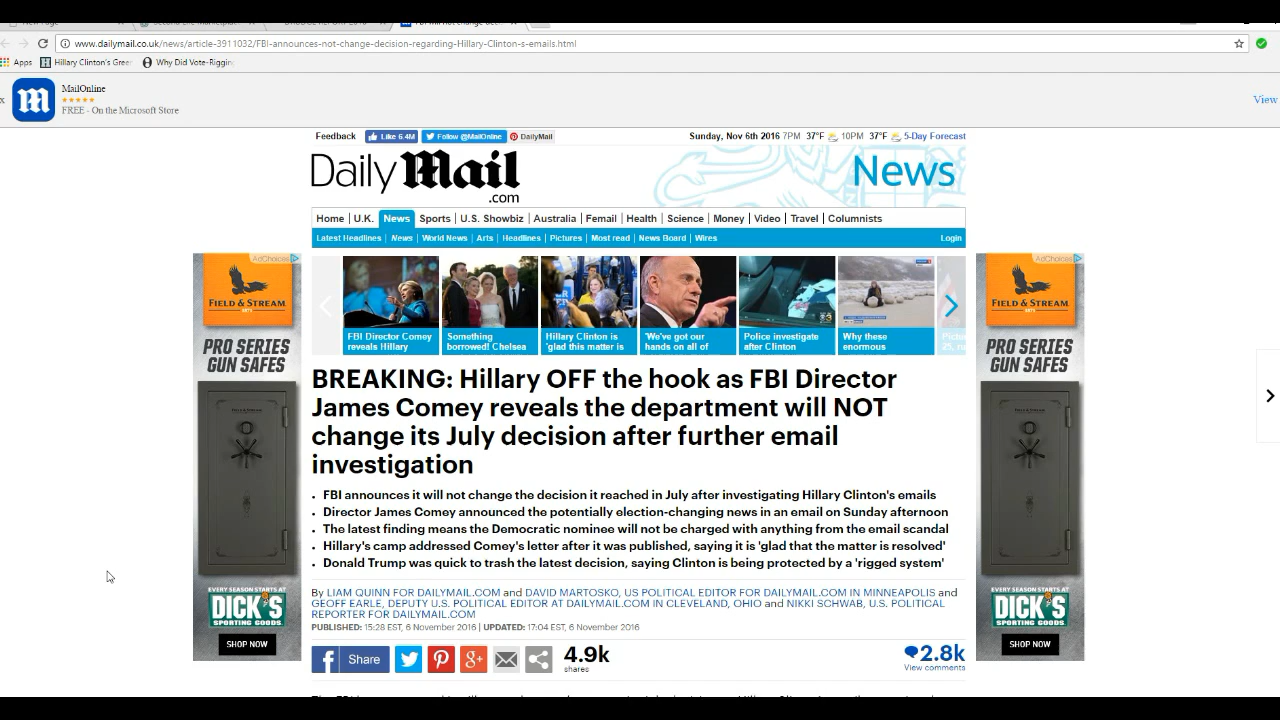 www.dailymail.co.uk/news/article-3911032/FBI-announces-not-change-decision-regarding-Hillary-Clinton-s-emails.html
Apps Hillary Clinton's Greer Why Did Vote-Rigging
MailOnline
FREE - On the Microsoft Store
View
Feedback Like 6.4M Follow @MailOnline DailyMail Sunday, Nov 6th 2016 7PM 37°F 10PM 37°F 5-Day Forecast
Daily Mail
.com
News
Home U.K. News Sports U.S. Showbiz Australia Femail Health Science Money Video Travel Columnists
Latest Headlines News World News Arts Headlines Pictures Most read News Board Wires Login
FBI Director Comey
reveals Hillary
Something
borrowed! Chelsea
Hillary Clinton is
'glad this matter is
'We've got our
hands on all of
Police investigate
after Clinton
Why these
enormous
BREAKING: Hillary OFF the hook as FBI Director
James Comey reveals the department will NOT
change its July decision after further email
investigation
FBI announces it will not change the decision it reached in July after investigating Hillary Clinton's emails
Director James Comey announced the potentially election-changing news in an email on Sunday afternoon
The latest finding means the Democratic nominee will not be charged with anything from the email scandal
Hillary's camp addressed Comey's letter after it was published, saying it is 'glad that the matter is resolved'
Donald Trump was quick to trash the latest decision, saying Clinton is being protected by a 'rigged system'
By LIAM QUINN FOR DAILYMAIL.COM and DAVID MARTOSKO, US POLITICAL EDITOR FOR DAILYMAIL.COM IN MINNEAPOLIS and
GEOFF EARLE, DEPUTY U.S. POLITICAL EDITOR AT DAILYMAIL.COM IN CLEVELAND, OHIO and NIKKI SCHWAB, U.S. POLITICAL
REPORTER FOR DAILYMAIL.COM
PUBLISHED: 15:28 EST, 6 November 2016 | UPDATED: 17:04 EST, 6 November 2016
Share
4.9k
shares
2.8k
View comments
AdChoices
FIELD & STREAM
PRO SERIES
GUN SAFES
EVERY SEASON STARTS AT
DICK'S
SPORTING GOODS
SHOP NOW
AdChoices
FIELD & STREAM
PRO SERIES
GUN SAFES
EVERY SEASON STARTS AT
DICK'S
SPORTING GOODS
SHOP NOW